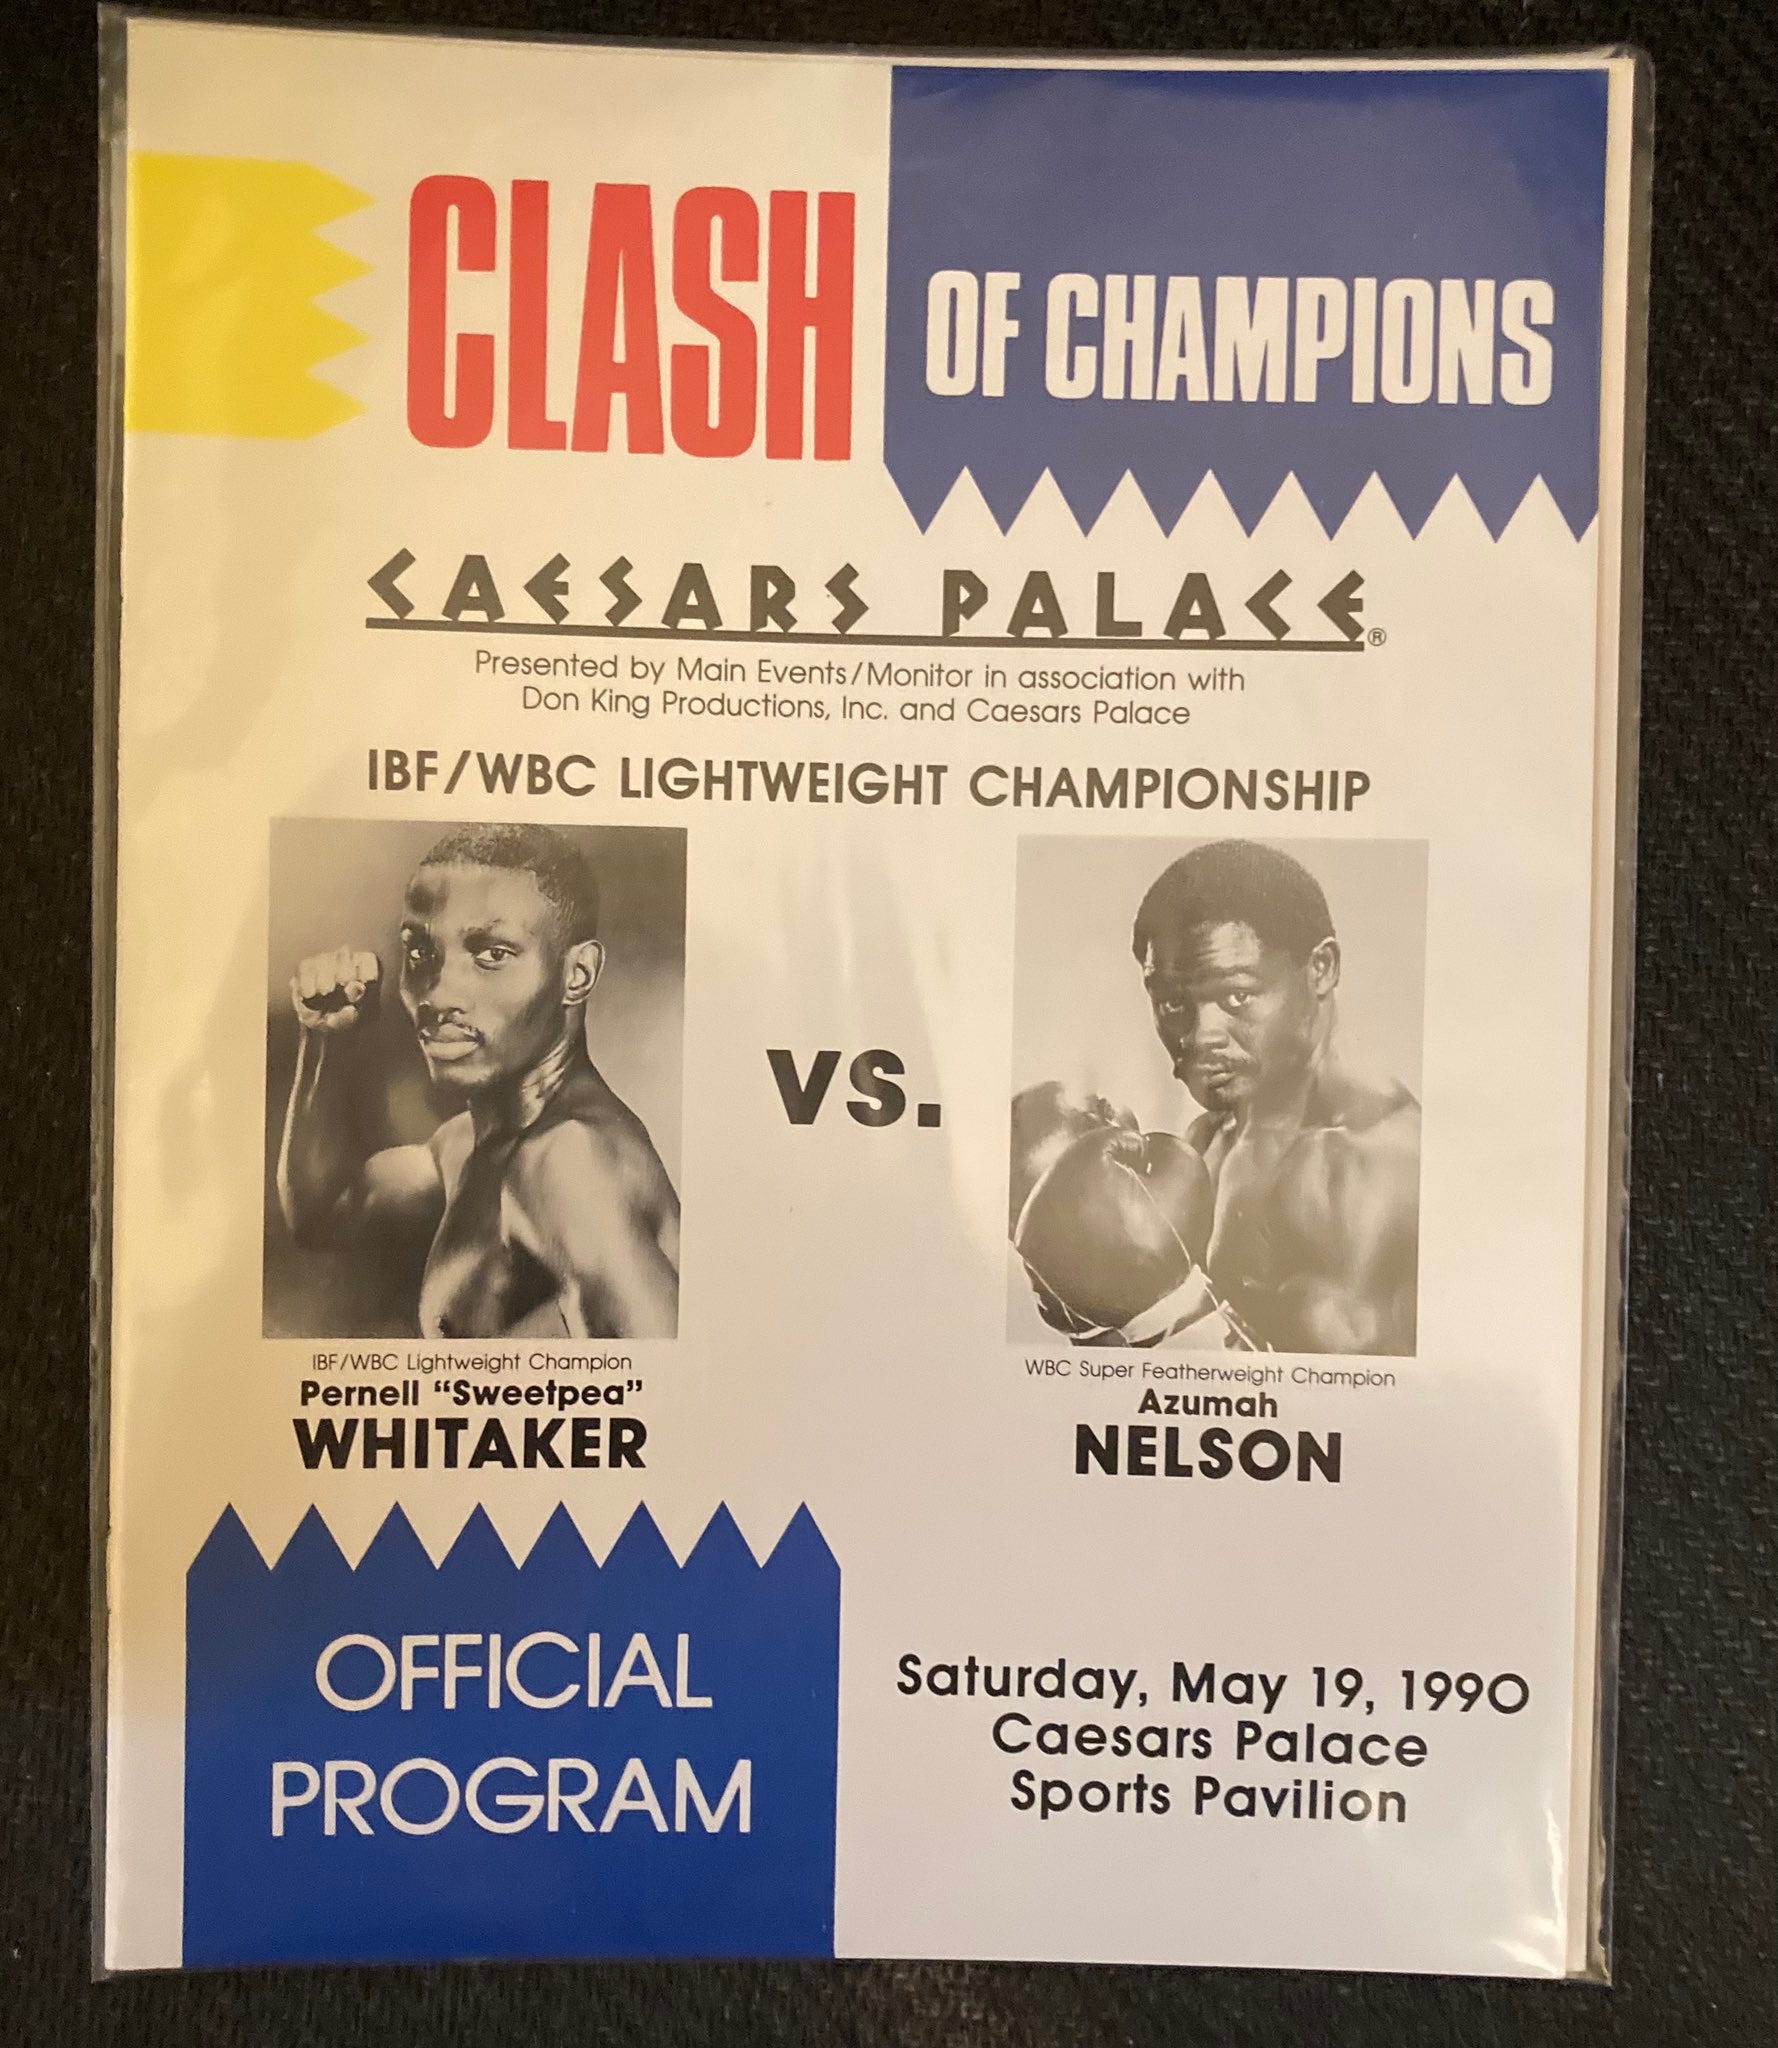 CLASH
OF CHAMPIONS
CAESARS PALACE®
Presented by Main Events/Monitor in association with
Don King Productions, Inc. and Caesars Palace
IBF/WBC LIGHTWEIGHT CHAMPIONSHIP
VS.
IBF/WBC Lightweight Champion
Pernell “Sweetpea”
WHITAKER
WBC Super Featherweight Champion
Azumah
NELSON
OFFICIAL
PROGRAM
Saturday, May 19, 1990
Caesars Palace
Sports Pavilion